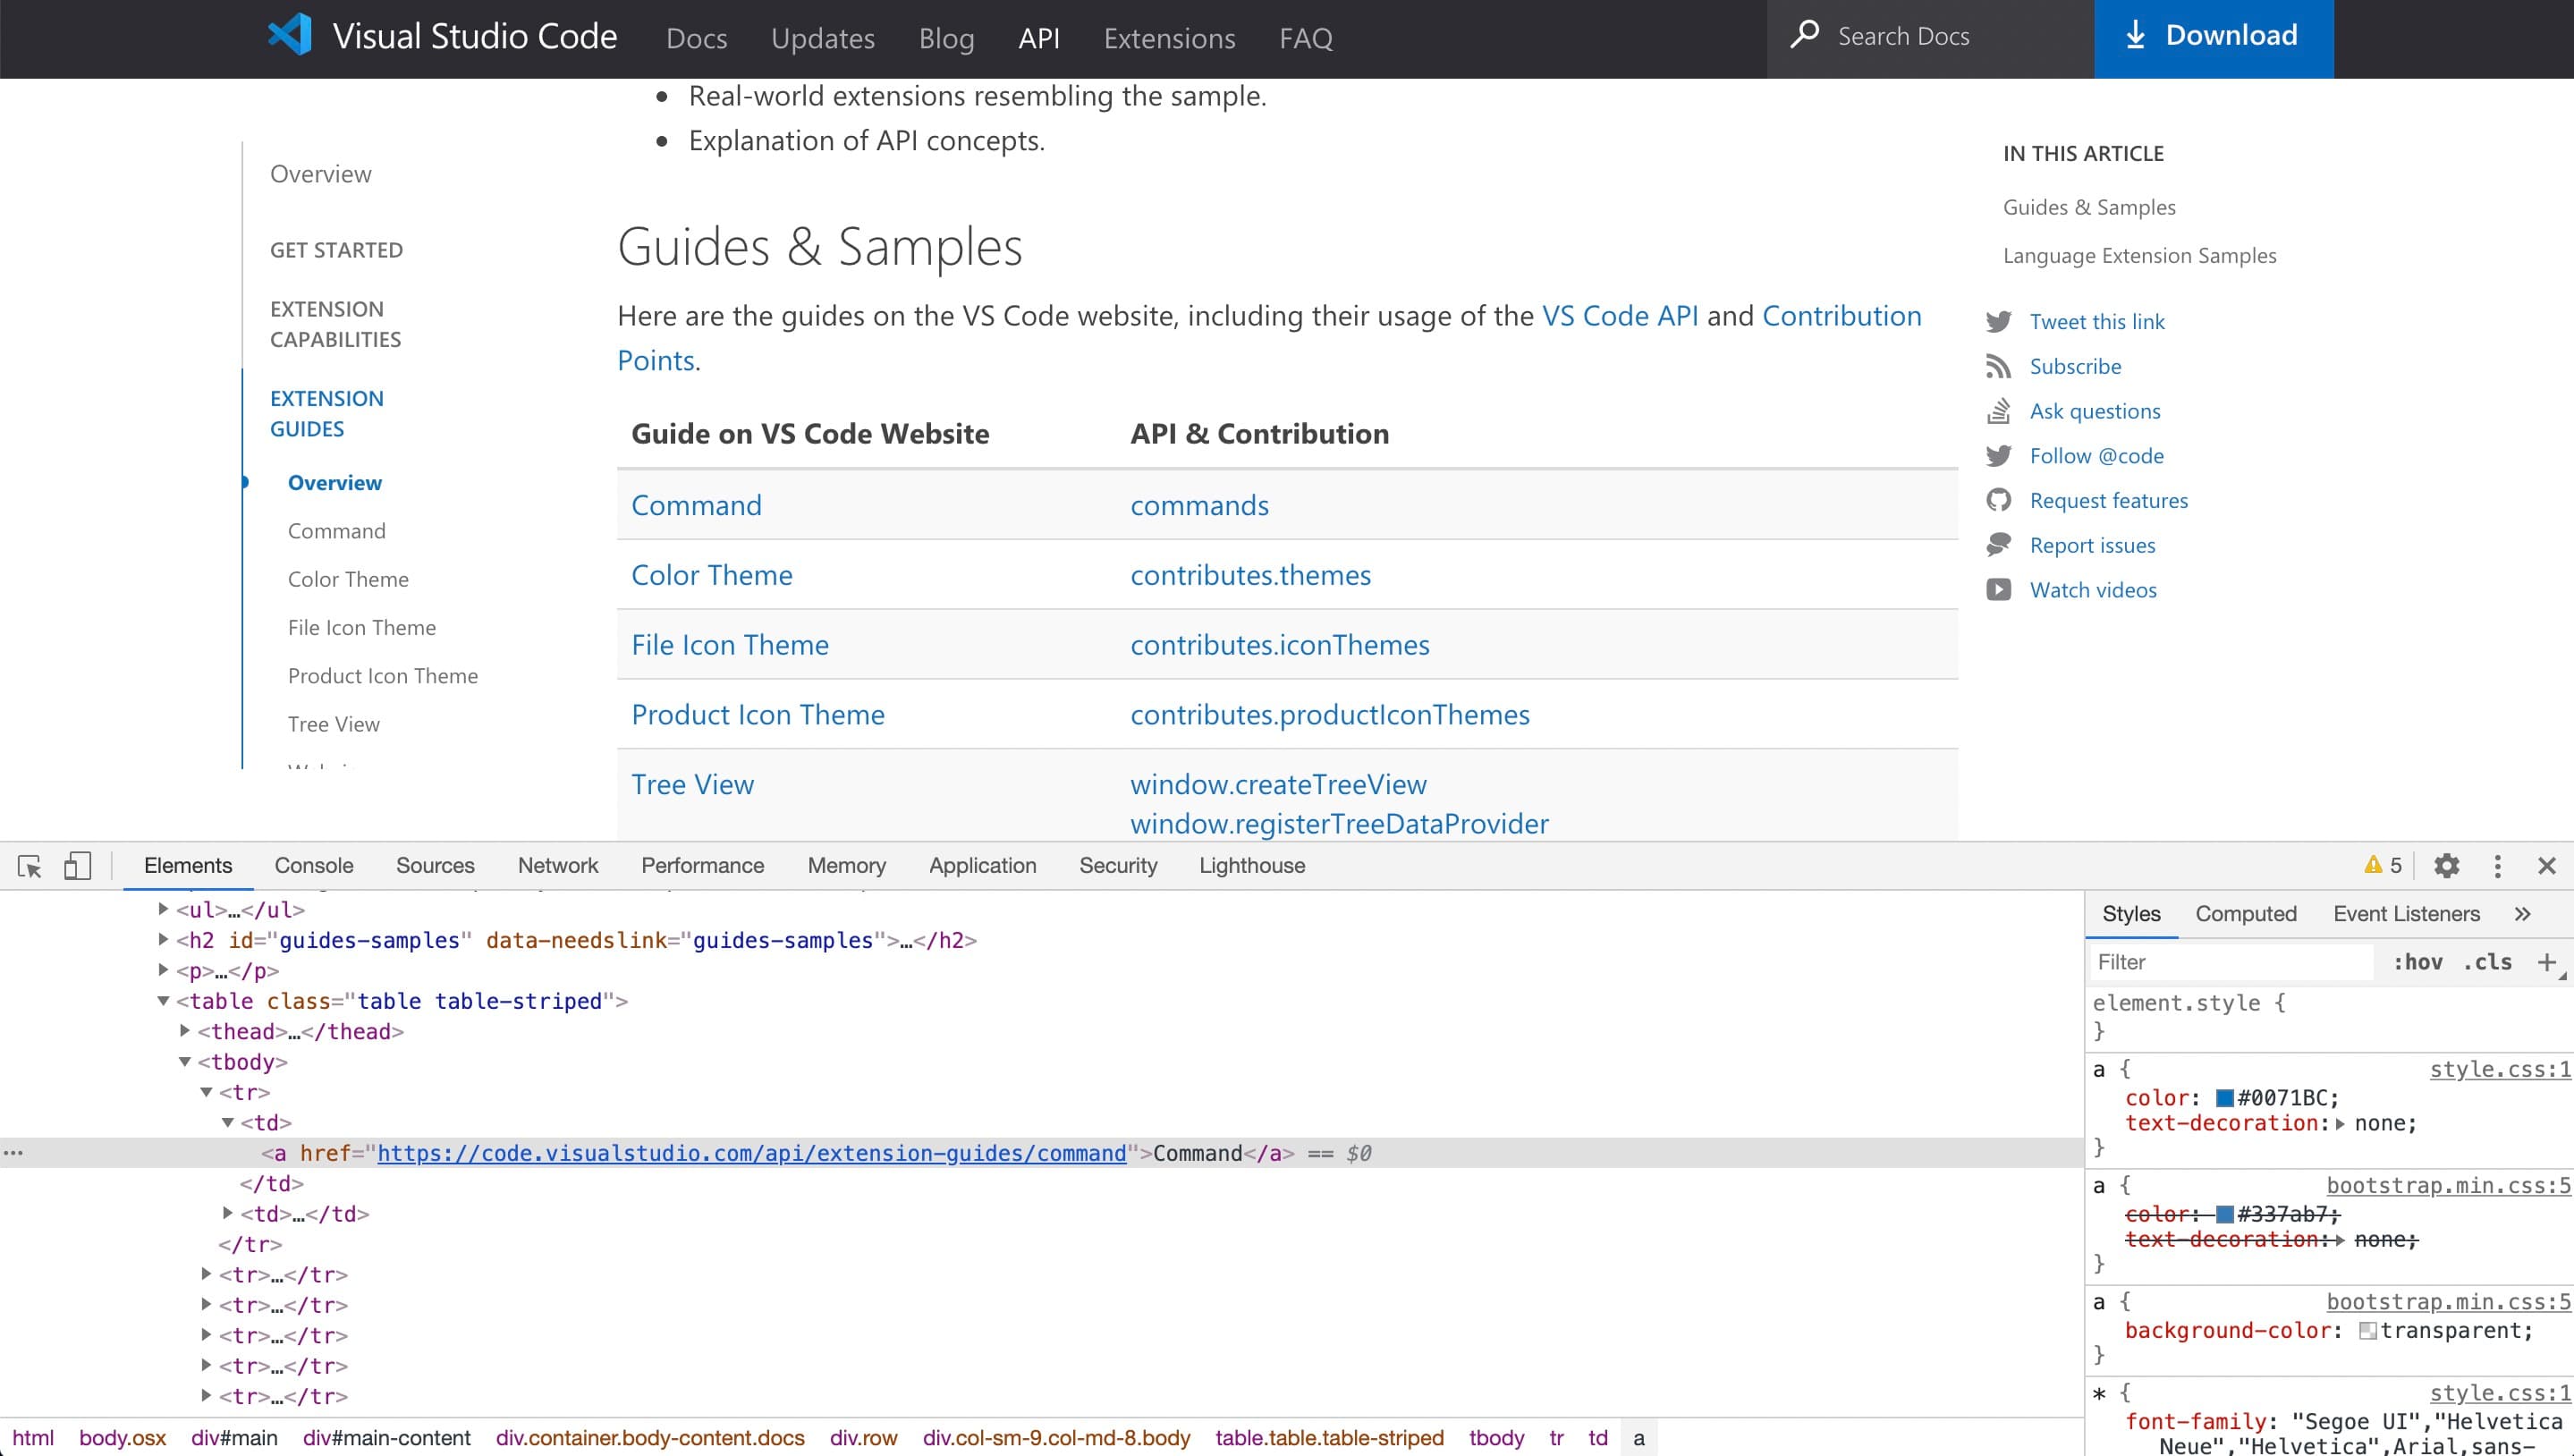 Visual Studio Code Docs Updates Blog API Extensions FAQ Search Docs Download
Real-world extensions resembling the sample.
Explanation of API concepts.
Overview
GET STARTED
EXTENSION
CAPABILITIES
EXTENSION
GUIDES
Overview
Command
Color Theme
File Icon Theme
Product Icon Theme
Tree View
Guides & Samples
Here are the guides on the VS Code website, including their usage of the VS Code API and Contribution
Points.
Guide on VS Code Website API & Contribution
Command commands
Color Theme contributes.themes
File Icon Theme contributes.iconThemes
Product Icon Theme contributes.productIconThemes
Tree View window.createTreeView
window.registerTreeDataProvider
IN THIS ARTICLE
Guides & Samples
Language Extension Samples
Tweet this link
Subscribe
Ask questions
Follow @code
Request features
Report issues
Watch videos
Elements Console Sources Network Performance Memory Application Security Lighthouse 5
<ul>…</ul>
<h2 id="guides-samples" data-needslink="guides-samples">…</h2>
<p>…</p>
<table class="table table-striped">
<thead>…</thead>
<tbody>
<tr>
<td>
<a href="https://code.visualstudio.com/api/extension-guides/command">Command</a> == $0
</td>
<td>…</td>
</tr>
<tr>…</tr>
<tr>…</tr>
<tr>…</tr>
<tr>…</tr>
<tr>…</tr>
html body.osx div#main div#main-content div.container.body-content.docs div.row div.col-sm-9.col-md-8.body table.table.table-striped tbody tr td a
Styles Computed Event Listeners »
Filter :hov .cls +
element.style {
}
a { style.css:1
color: #0071BC;
text-decoration: none;
}
a { bootstrap.min.css:5
color: #337ab7;
text-decoration: none;
}
a { bootstrap.min.css:5
background-color: transparent;
}
* { style.css:1
font-family: "Segoe UI","Helvetica
Neue","Helvetica",Arial,sans-